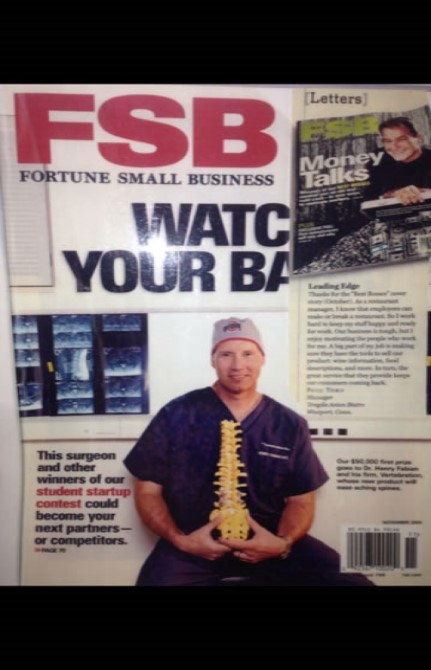 FSB
FORTUNE SMALL BUSINESS
WATC
YOUR BA
[Letters]
FSB
Money
Talks
Leading Edge
Thanks for the "Best Bosses" cover
story (October). As a restaurant
manager, I know that employees can
make or break a restaurant. So I work
hard to keep my staff happy and ready
for work. Our business is tough, but I
enjoy motivating the people who work
for me. A big part of my job is making
sure they have the tools to sell our
product: wine information, food
descriptions, and more. In turn, the
great service that they provide keeps
our customers coming back.
Manager
Westport, Conn.
This surgeon
and other
winners of our
student startup
contest could
become your
next partners—
or competitors.
PAGE 70
Our $50,000 first prize
goes to Dr. Henry Fabian
and his firm, Vertebration,
whose new product will
ease aching spines.
NOVEMBER 2004